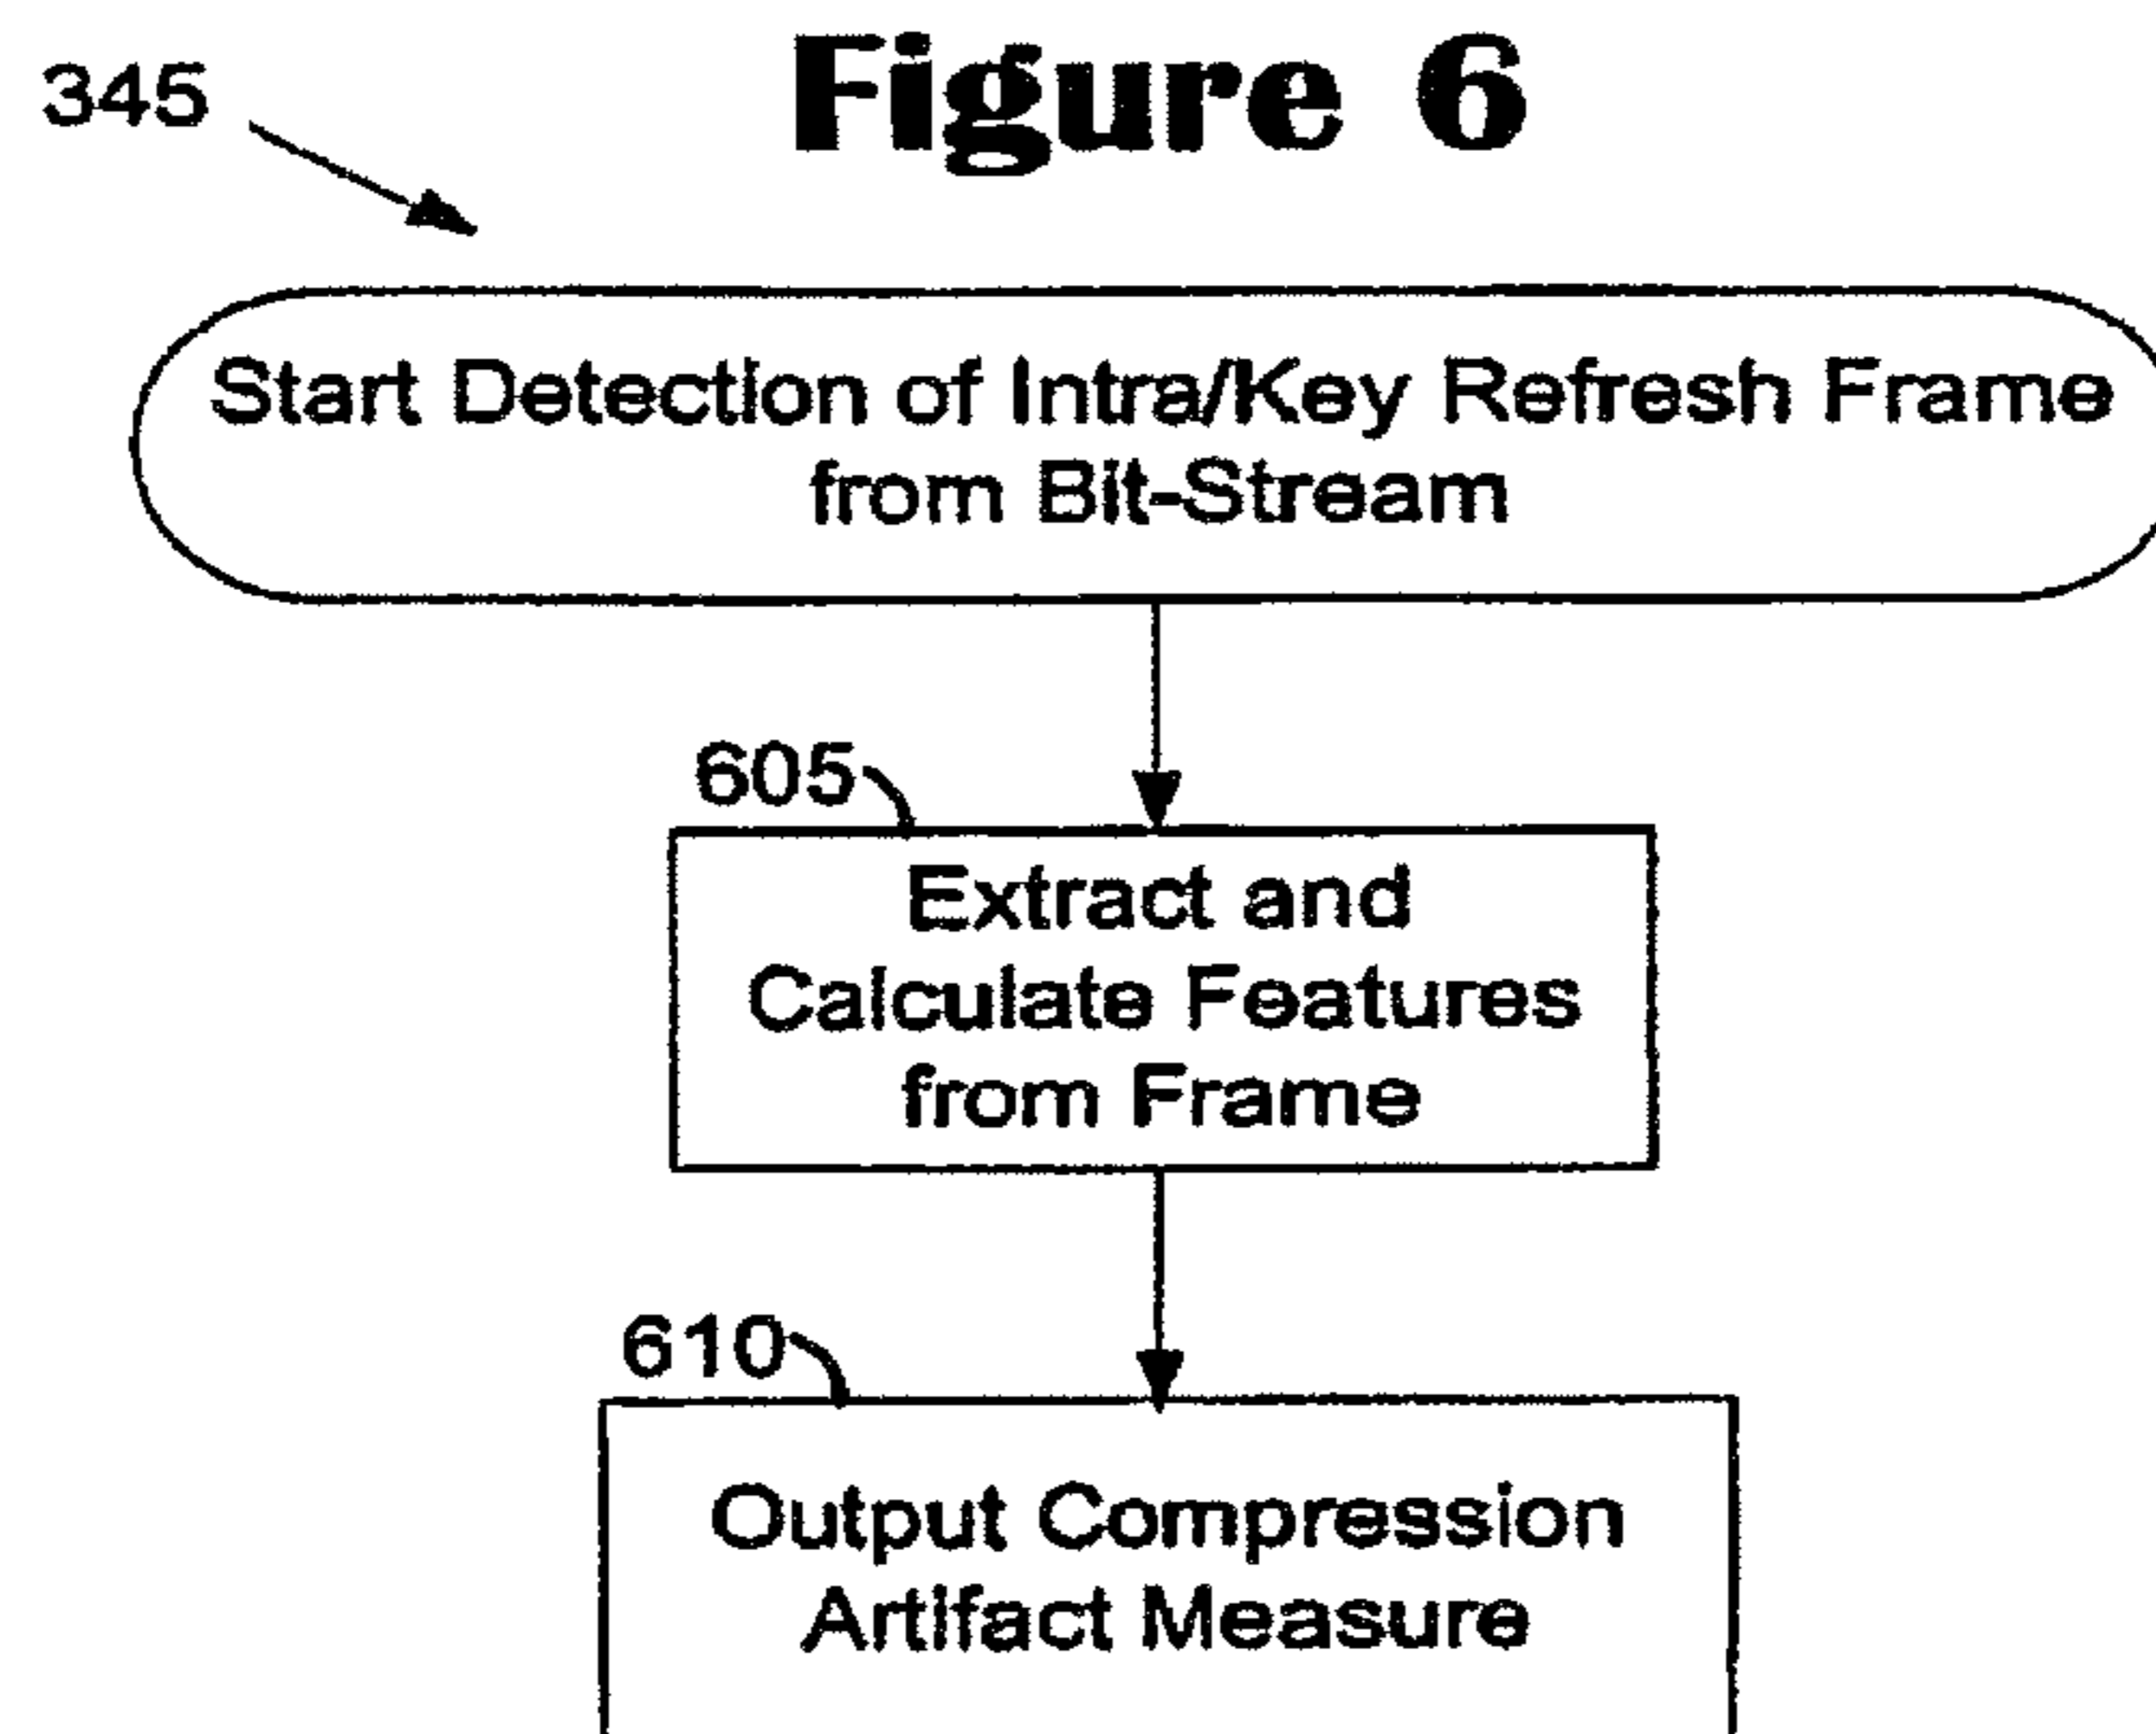 Figure 6
345
Start Detection of Intra/Key Refresh Frame
from Bit-Stream
605
Extract and
Calculate Features
from Frame
610
Output Compression
Artifact Measure